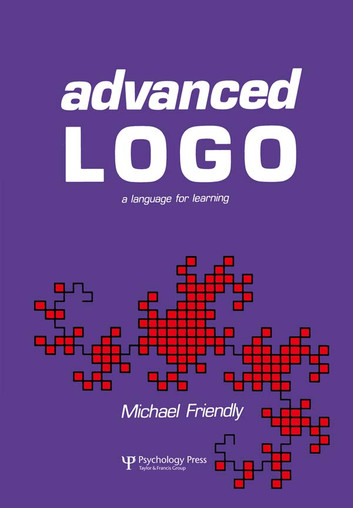 advanced
LOGO
a language for learning
Michael Friendly
Psychology Press
Taylor & Francis Group